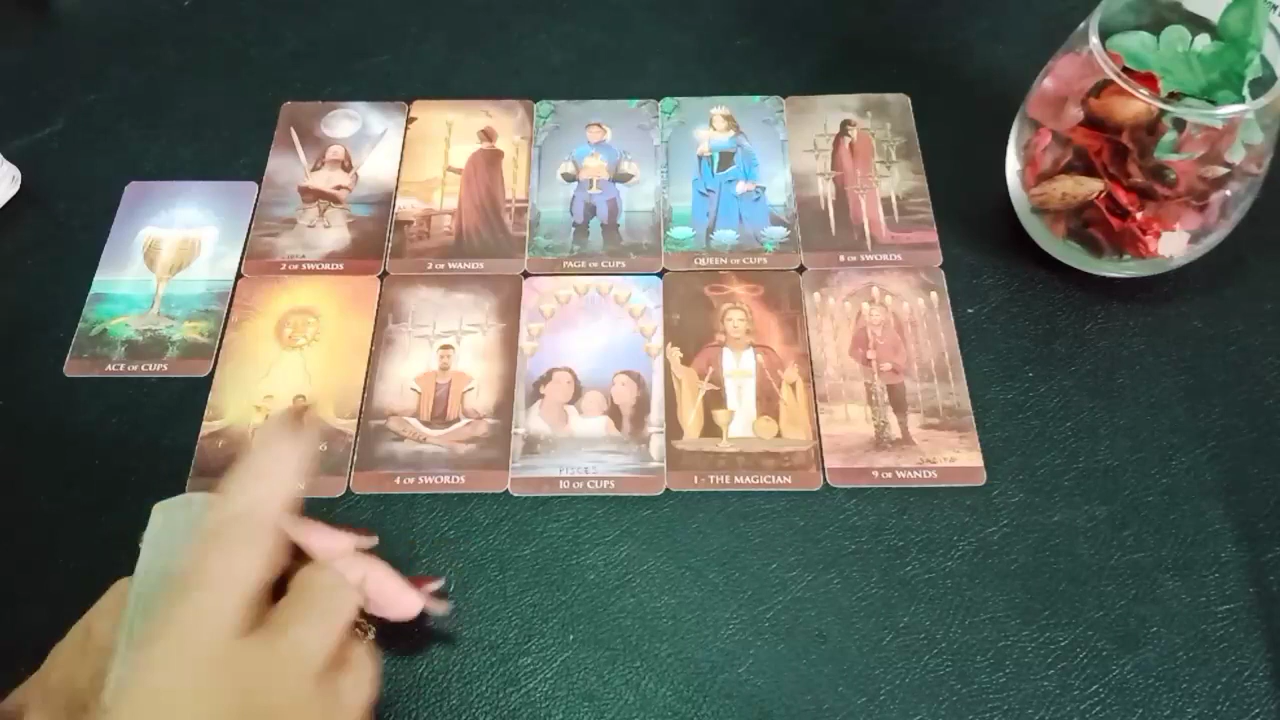 LIBRA
2 OF SWORDS
2 OF WANDS
PAGE OF CUPS
QUEEN OF CUPS
8 OF SWORDS
ACE OF CUPS
4 OF SWORDS
PISCES
10 OF CUPS
1 - THE MAGICIAN
9 OF WANDS